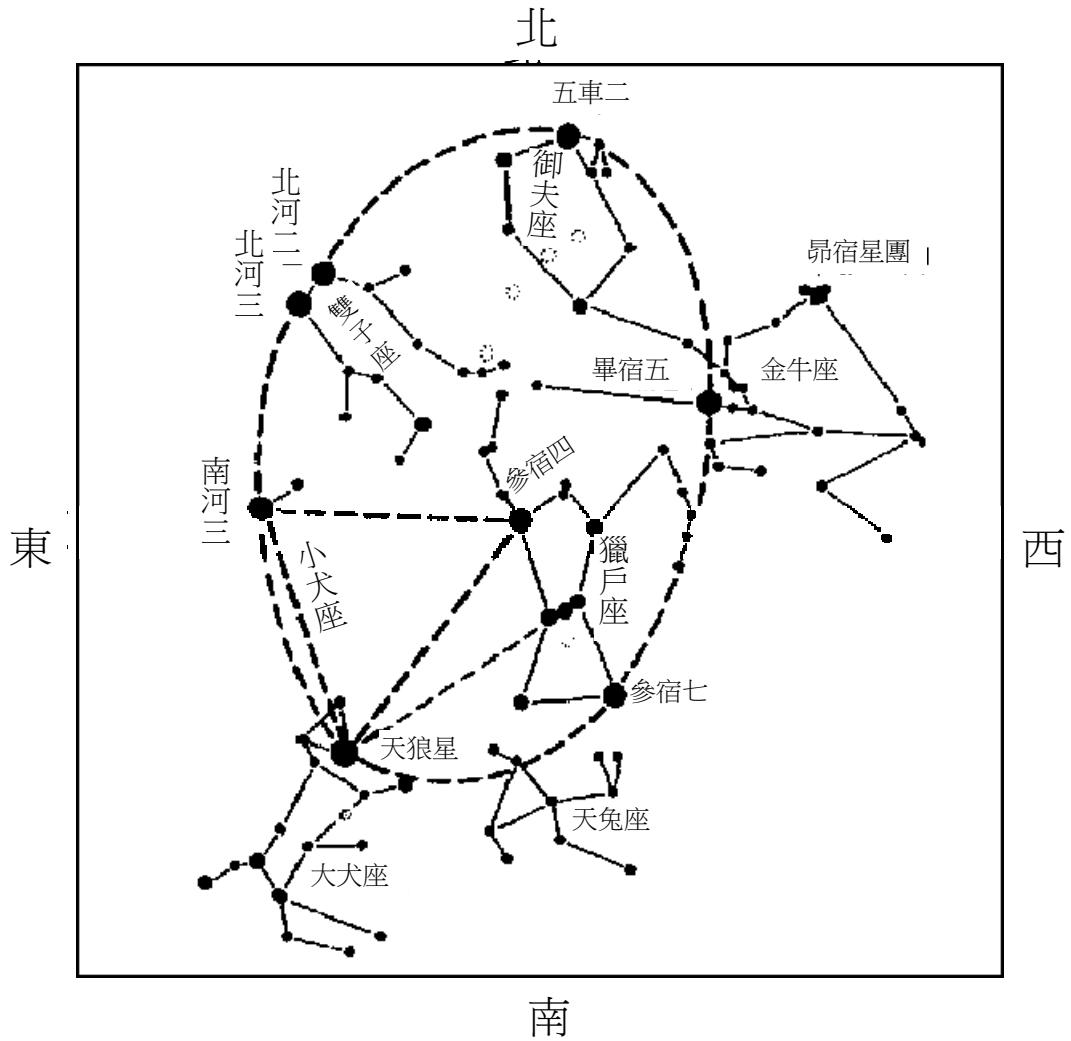 北
五車二
御夫座
北河二
北河三
昴宿星團
雙子座
畢宿五
金牛座
參宿四
南河三
東
西
小犬座
獵戶座
參宿七
天狼星
天兔座
大犬座
南